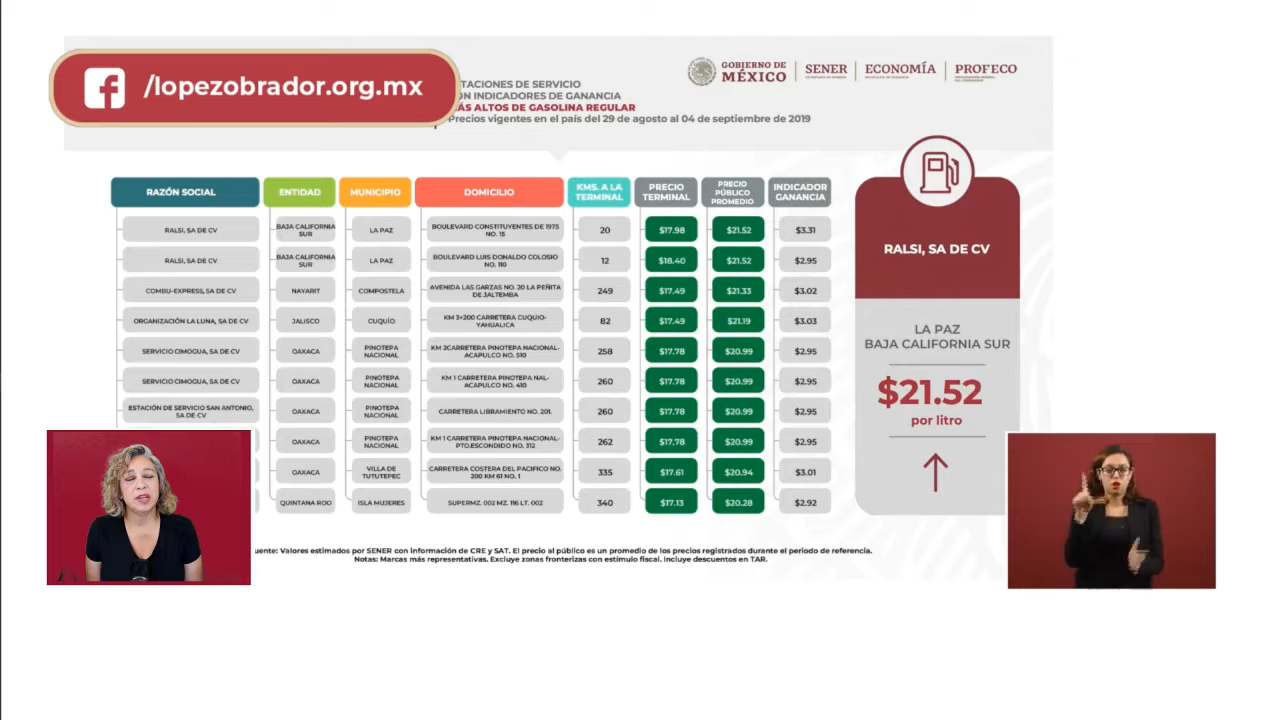 /lopezobrador.org.mx
TACIONES DE SERVICIO
ON INDICADORES DE GANANCIA
ÁS ALTOS DE GASOLINA REGULAR
Precios vigentes en el país del 29 de agosto al 04 de septiembre de 2019
GOBIERNO DE
MÉXICO
SENER
ECONOMÍA
PROFECO
RAZÓN SOCIAL
ENTIDAD
MUNICIPIO
DOMICILIO
KMS. A LA
TERMINAL
PRECIO
TERMINAL
PRECIO
PÚBLICO
PROMEDIO
INDICADOR
GANANCIA
RALSI, SA DE CV
BAJA CALIFORNIA
SUR
LA PAZ
BOULEVARD CONSTITUYENTES DE 1975
NO. 15
20
$17.98
$21.52
$3.31
RALSI, SA DE CV
BAJA CALIFORNIA
SUR
LA PAZ
BOULEVARD LUIS DONALDO COLOSIO
NO. 110
12
$18.40
$21.52
$2.95
COMBU-EXPRESS, SA DE CV
NAYARIT
COMPOSTELA
AVENIDA LAS GARZAS NO. 20 LA PEÑITA
DE JALTEMBA
249
$17.49
$21.33
$3.02
ORGANIZACIÓN LA LUNA, SA DE CV
JALISCO
CUQUÍO
KM 3+200 CARRETERA CUQUIO-
YAHUALICA
82
$17.49
$21.19
$3.03
SERVICIO CIMOGUA, SA DE CV
OAXACA
PINOTEPA
NACIONAL
KM 2CARRETERA PINOTEPA NACIONAL-
ACAPULCO NO. 510
258
$17.78
$20.99
$2.95
SERVICIO CIMOGUA, SA DE CV
OAXACA
PINOTEPA
NACIONAL
KM 1 CARRETERA PINOTEPA NAL-
ACAPULCO NO. 410
260
$17.78
$20.99
$2.95
ESTACIÓN DE SERVICIO SAN ANTONIO,
SA DE CV
OAXACA
PINOTEPA
NACIONAL
CARRETERA LIBRAMIENTO NO. 201.
260
$17.78
$20.99
$2.95
OAXACA
PINOTEPA
NACIONAL
KM 1 CARRETERA PINOTEPA NACIONAL-
PTO.ESCONDIDO NO. 312
262
$17.78
$20.99
$2.95
OAXACA
VILLA DE
TUTUTEPEC
CARRETERA COSTERA DEL PACIFICO NO.
200 KM 61 NO. 1
335
$17.61
$20.94
$3.01
QUINTANA ROO
ISLA MUJERES
SUPERMZ. 002 MZ. 116 LT. 002
340
$17.13
$20.28
$2.92
RALSI, SA DE CV
LA PAZ
BAJA CALIFORNIA SUR
$21.52
por litro
uente: Valores estimados por SENER con información de CRE y SAT. El precio al público es un promedio de los precios registrados durante el periodo de referencia.
Notas: Marcas más representativas. Excluye zonas fronterizas con estímulo fiscal. Incluye descuentos en TAR.